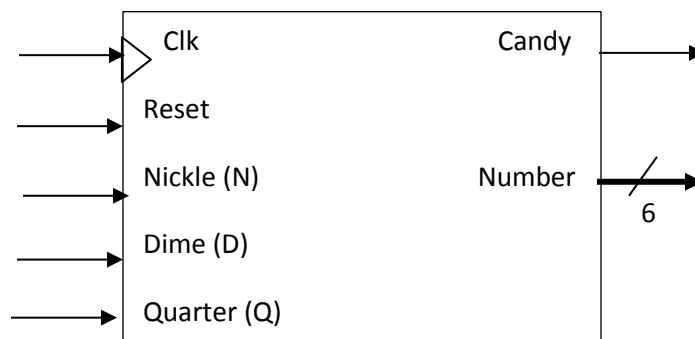 Clk Candy
Reset
Nickle (N) Number
6
Dime (D)
Quarter (Q)